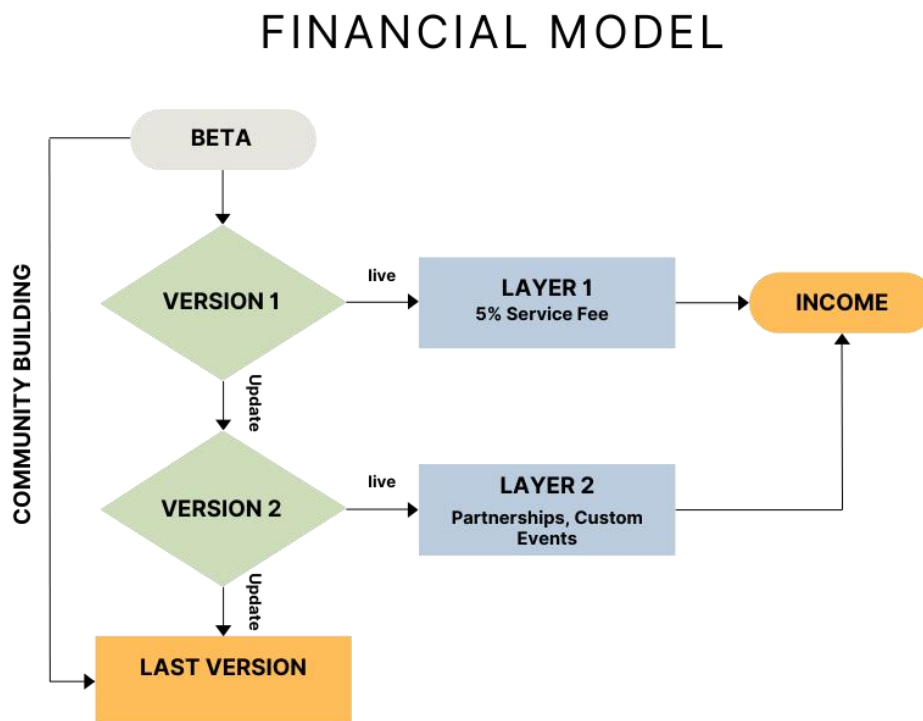 FINANCIAL MODEL
BETA
COMMUNITY BUILDING
VERSION 1
live
LAYER 1
5% Service Fee
INCOME
Update
VERSION 2
live
LAYER 2
Partnerships, Custom
Events
Update
LAST VERSION